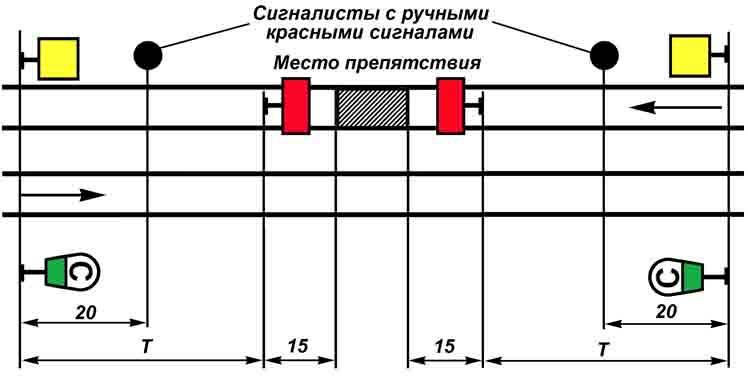 Сигналисты с ручными
красными сигналами
Место препятствия
С
С
20
20
Т
15
15
Т